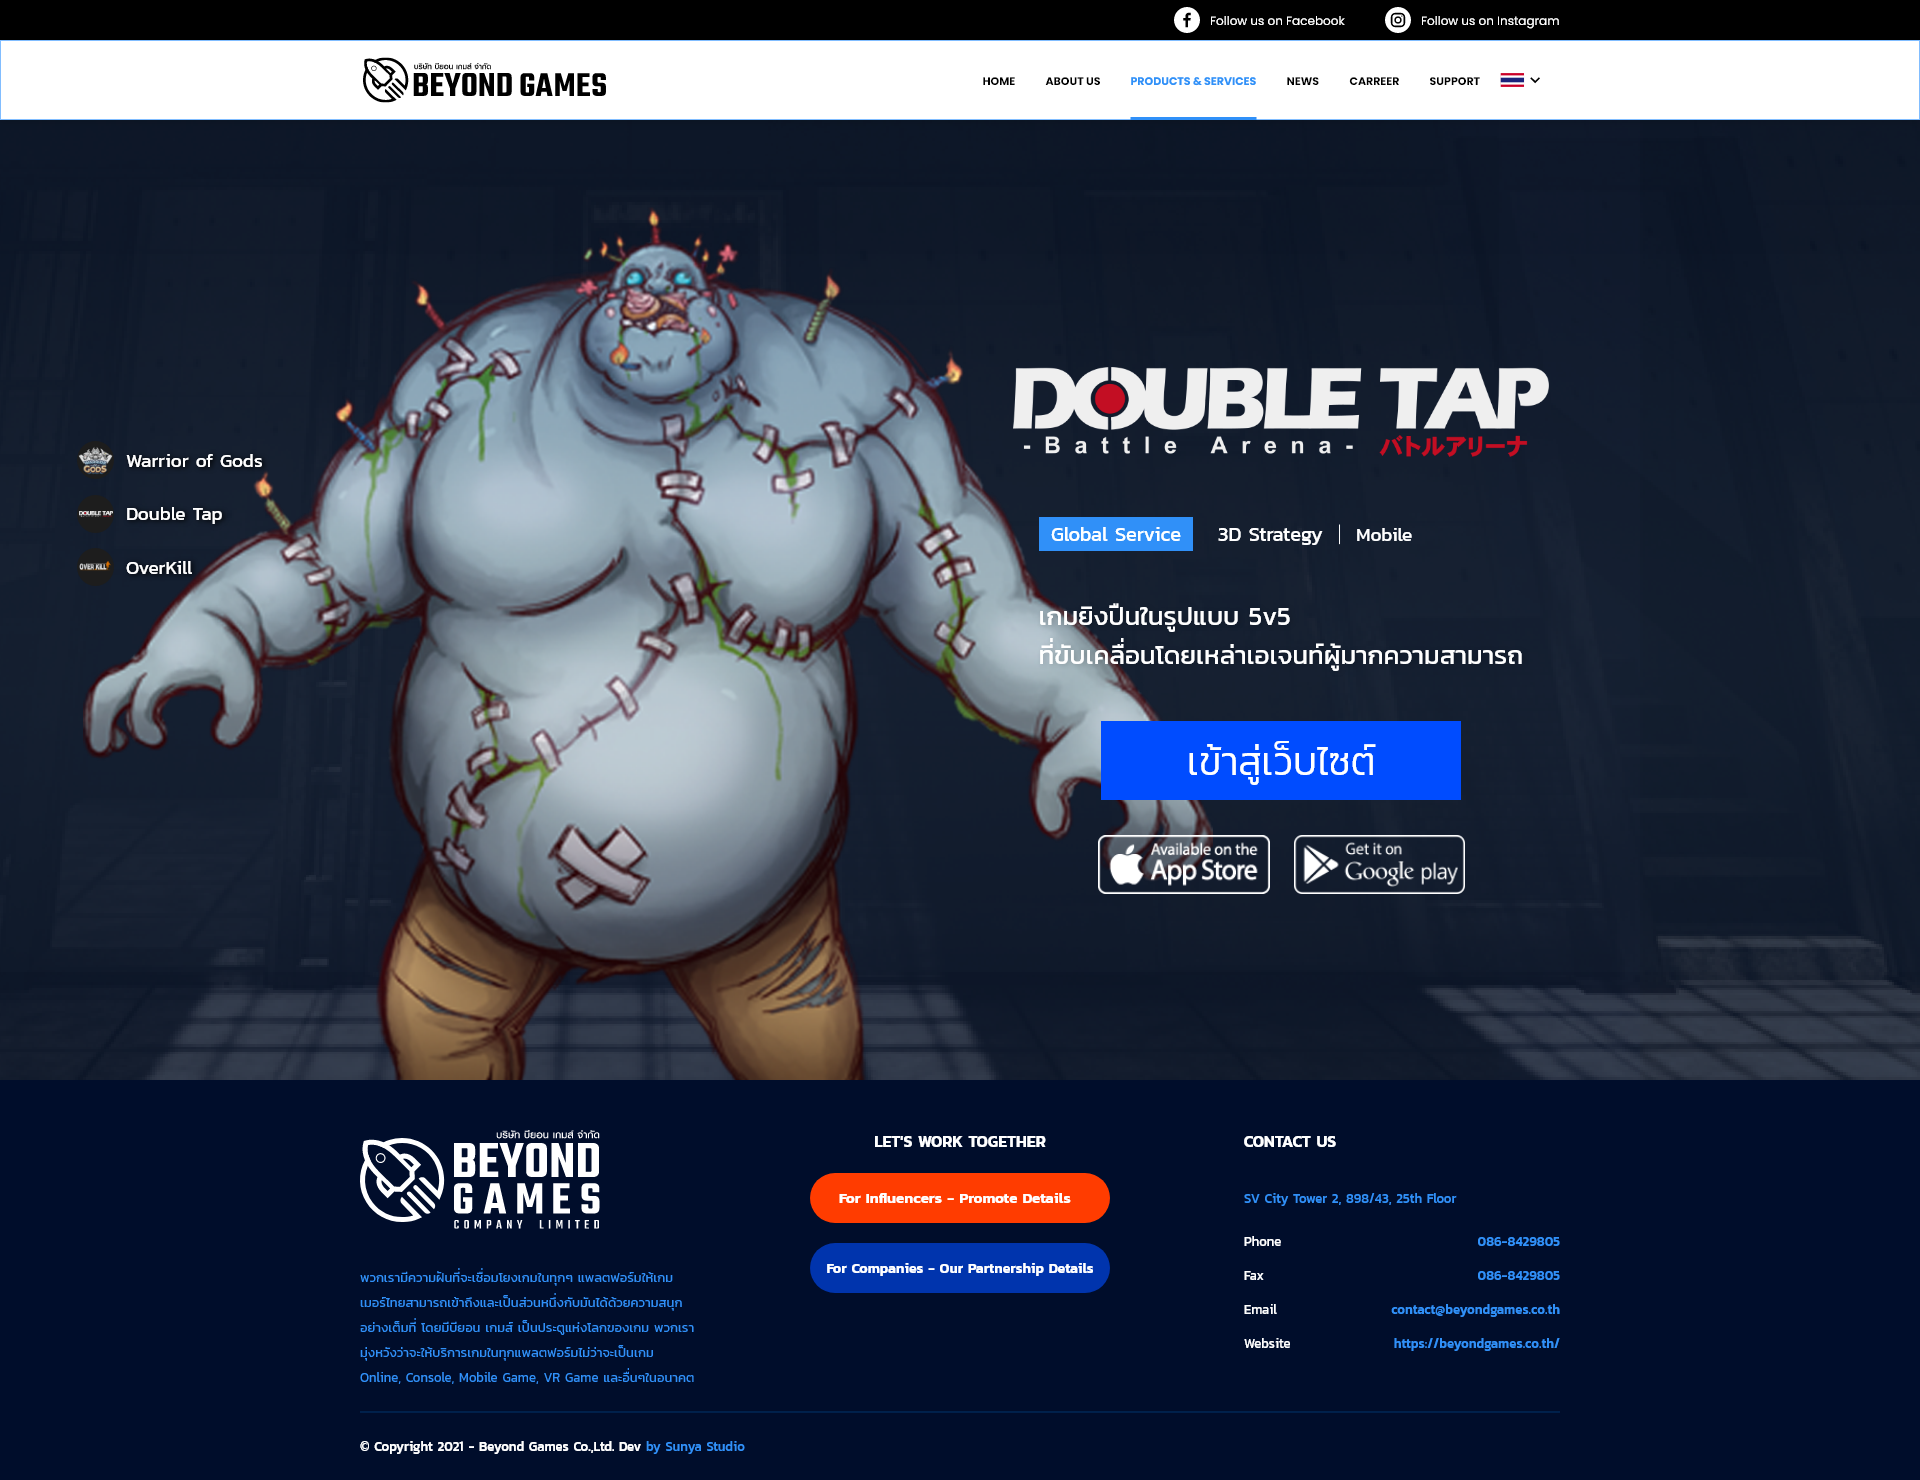 Follow us on Facebook
Follow us on Instagram
บริษัท บียอน เกมส์ จำกัด
BEYOND GAMES
HOME
ABOUT US
PRODUCTS & SERVICES
NEWS
CARREER
SUPPORT
DOUBLE TAP
-Battle Arena- バトルアリーナ
GODS Warrior of Gods
DOUBLE TAP Double Tap
OVER KILL OverKill
Global Service 3D Strategy | Mobile
เกมยิงปืนในรูปแบบ 5v5
ที่ขับเคลื่อนโดยเหล่าเอเจนท์ผู้มากความสามารถ
เข้าสู่เว็บไซต์
Available on the
App Store
Get it on
Google play
บริษัท บียอน เกมส์ จำกัด
BEYOND
GAMES
COMPANY LIMITED
พวกเรามีความฝันที่จะเชื่อมโยงเกมในทุกๆ แพลตฟอร์มให้เกม
เมอร์ไทยสามารถเข้าถึงและเป็นส่วนหนึ่งกับมันได้ด้วยความสนุก
อย่างเต็มที่ โดยมีบียอน เกมส์ เป็นประตูแห่งโลกของเกม พวกเรา
มุ่งหวังว่าจะให้บริการเกมในทุกแพลตฟอร์มไม่ว่าจะเป็นเกม
Online, Console, Mobile Game, VR Game และอื่นๆในอนาคต
LET'S WORK TOGETHER
For Influencers - Promote Details
For Companies - Our Partnership Details
CONTACT US
SV City Tower 2, 898/43, 25th Floor
Phone 086-8429805
Fax 086-8429805
Email contact@beyondgames.co.th
Website https://beyondgames.co.th/
© Copyright 2021 - Beyond Games Co.,Ltd. Dev by Sunya Studio